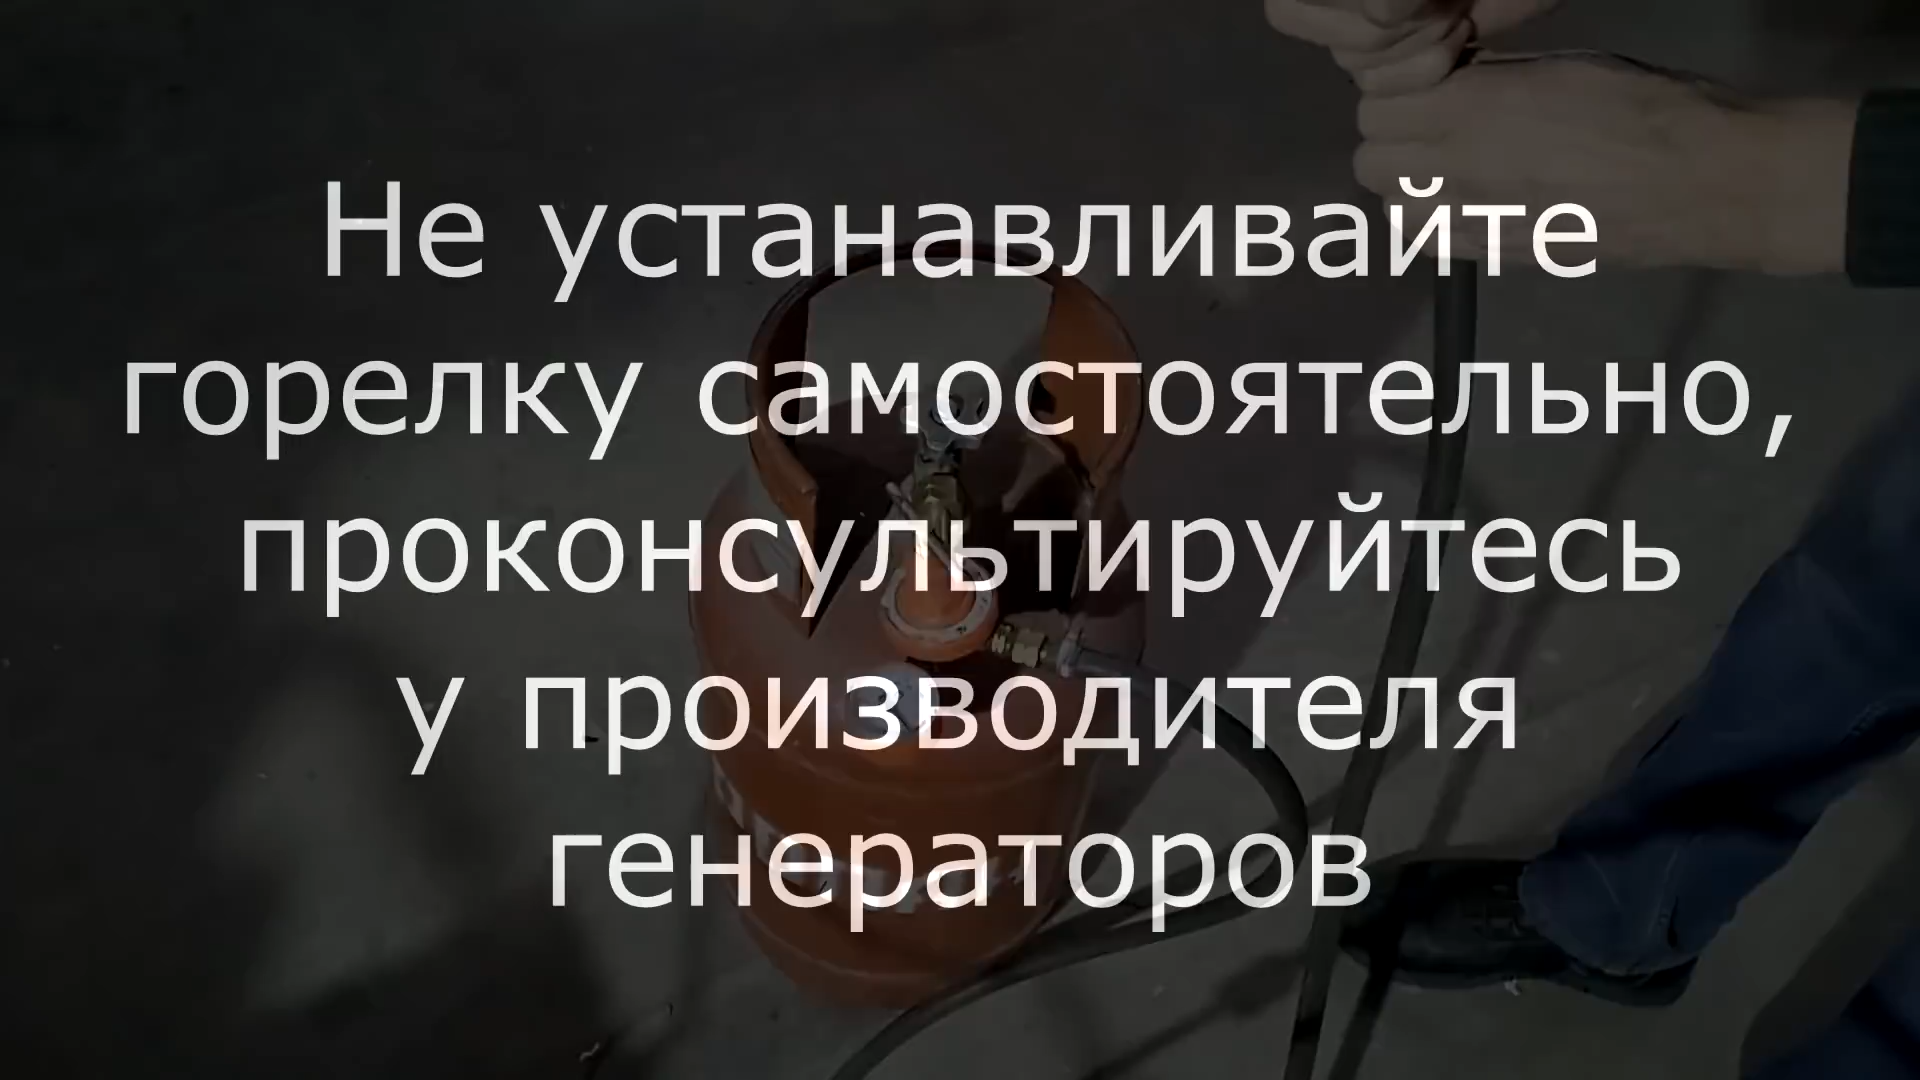 Не устанавливайте
горелку самостоятельно,
проконсультируйтесь
у производителя
генераторов